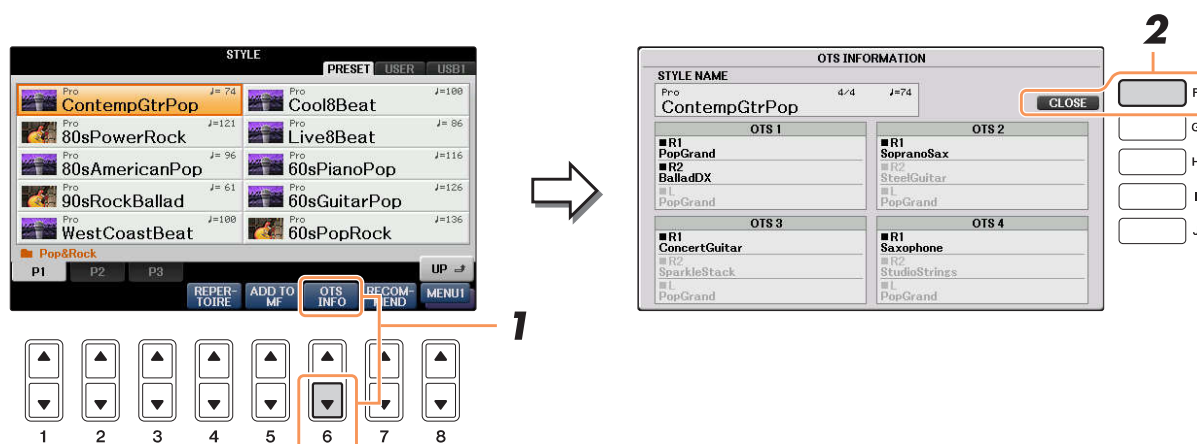 STYLE
PRESET USER USB1
Pro ♩= 74
ContempGtrPop
Pro ♩=100
Cool8Beat
Pro ♩=121
80sPowerRock
Pro ♩= 86
Live8Beat
Pro ♩= 96
80sAmericanPop
Pro ♩=116
60sPianoPop
Pro ♩= 61
90sRockBallad
Pro ♩=126
60sGuitarPop
Pro ♩=100
WestCoastBeat
Pro ♩=136
60sPopRock
Pop&Rock
P1 P2 P3 UP
REPER-
TOIRE
ADD TO
MF
OTS
INFO
RECOM-
MEND
MENU1
1
1 2 3 4 5 6 7 8
2
OTS INFORMATION
STYLE NAME
Pro 4/4 ♩=74
ContempGtrPop
CLOSE
F
G
H
I
J
OTS 1
■R1
PopGrand
■R2
BalladDX
■L
PopGrand
OTS 2
■R1
SopranoSax
■R2
SteelGuitar
■L
PopGrand
OTS 3
■R1
ConcertGuitar
■R2
SparkleStack
■L
PopGrand
OTS 4
■R1
Saxophone
■R2
StudioStrings
■L
PopGrand